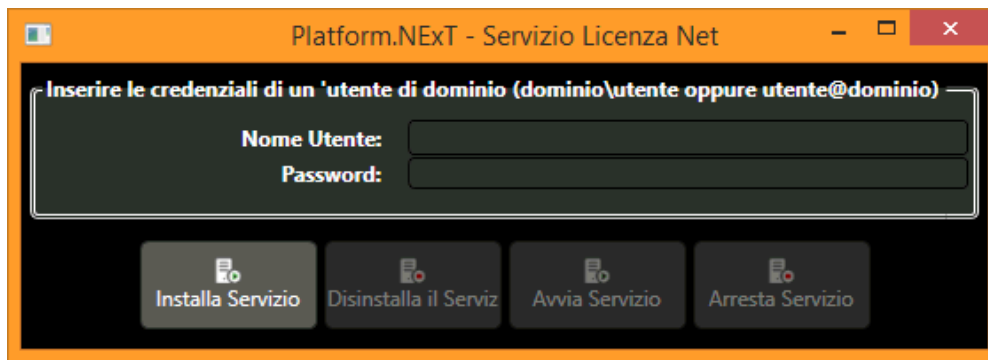 Platform.NExT - Servizio Licenza Net
Inserire le credenziali di un 'utente di dominio (dominio\utente oppure utente@dominio)
Nome Utente:
Password:
Installa Servizio
Disinstalla il Serviz
Avvia Servizio
Arresta Servizio